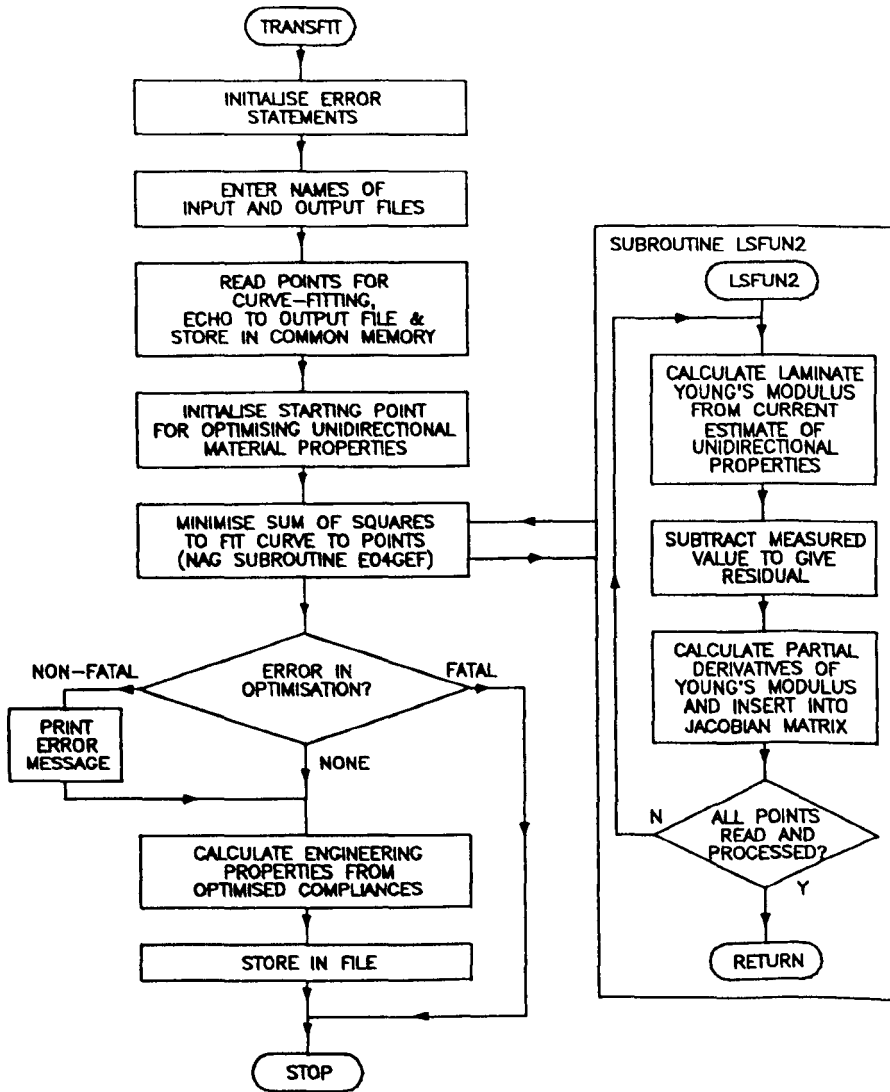 TRANSFIT
INITIALISE ERROR
STATEMENTS
ENTER NAMES OF
INPUT AND OUTPUT FILES
READ POINTS FOR
CURVE-FITTING,
ECHO TO OUTPUT FILE &
STORE IN COMMON MEMORY
INITIALISE STARTING POINT
FOR OPTIMISING UNIDIRECTIONAL
MATERIAL PROPERTIES
MINIMISE SUM OF SQUARES
TO FIT CURVE TO POINTS
(NAG SUBROUTINE E04GEF)
NON-FATAL
ERROR IN
OPTIMISATION?
FATAL
PRINT
ERROR
MESSAGE
NONE
CALCULATE ENGINEERING
PROPERTIES FROM
OPTIMISED COMPLIANCES
STORE IN FILE
STOP
SUBROUTINE LSFUN2
LSFUN2
CALCULATE LAMINATE
YOUNG'S MODULUS
FROM CURRENT
ESTIMATE OF
UNIDIRECTIONAL
PROPERTIES
SUBTRACT MEASURED
VALUE TO GIVE
RESIDUAL
CALCULATE PARTIAL
DERIVATIVES OF
YOUNG'S MODULUS
AND INSERT INTO
JACOBIAN MATRIX
N
ALL POINTS
READ AND
PROCESSED?
Y
RETURN